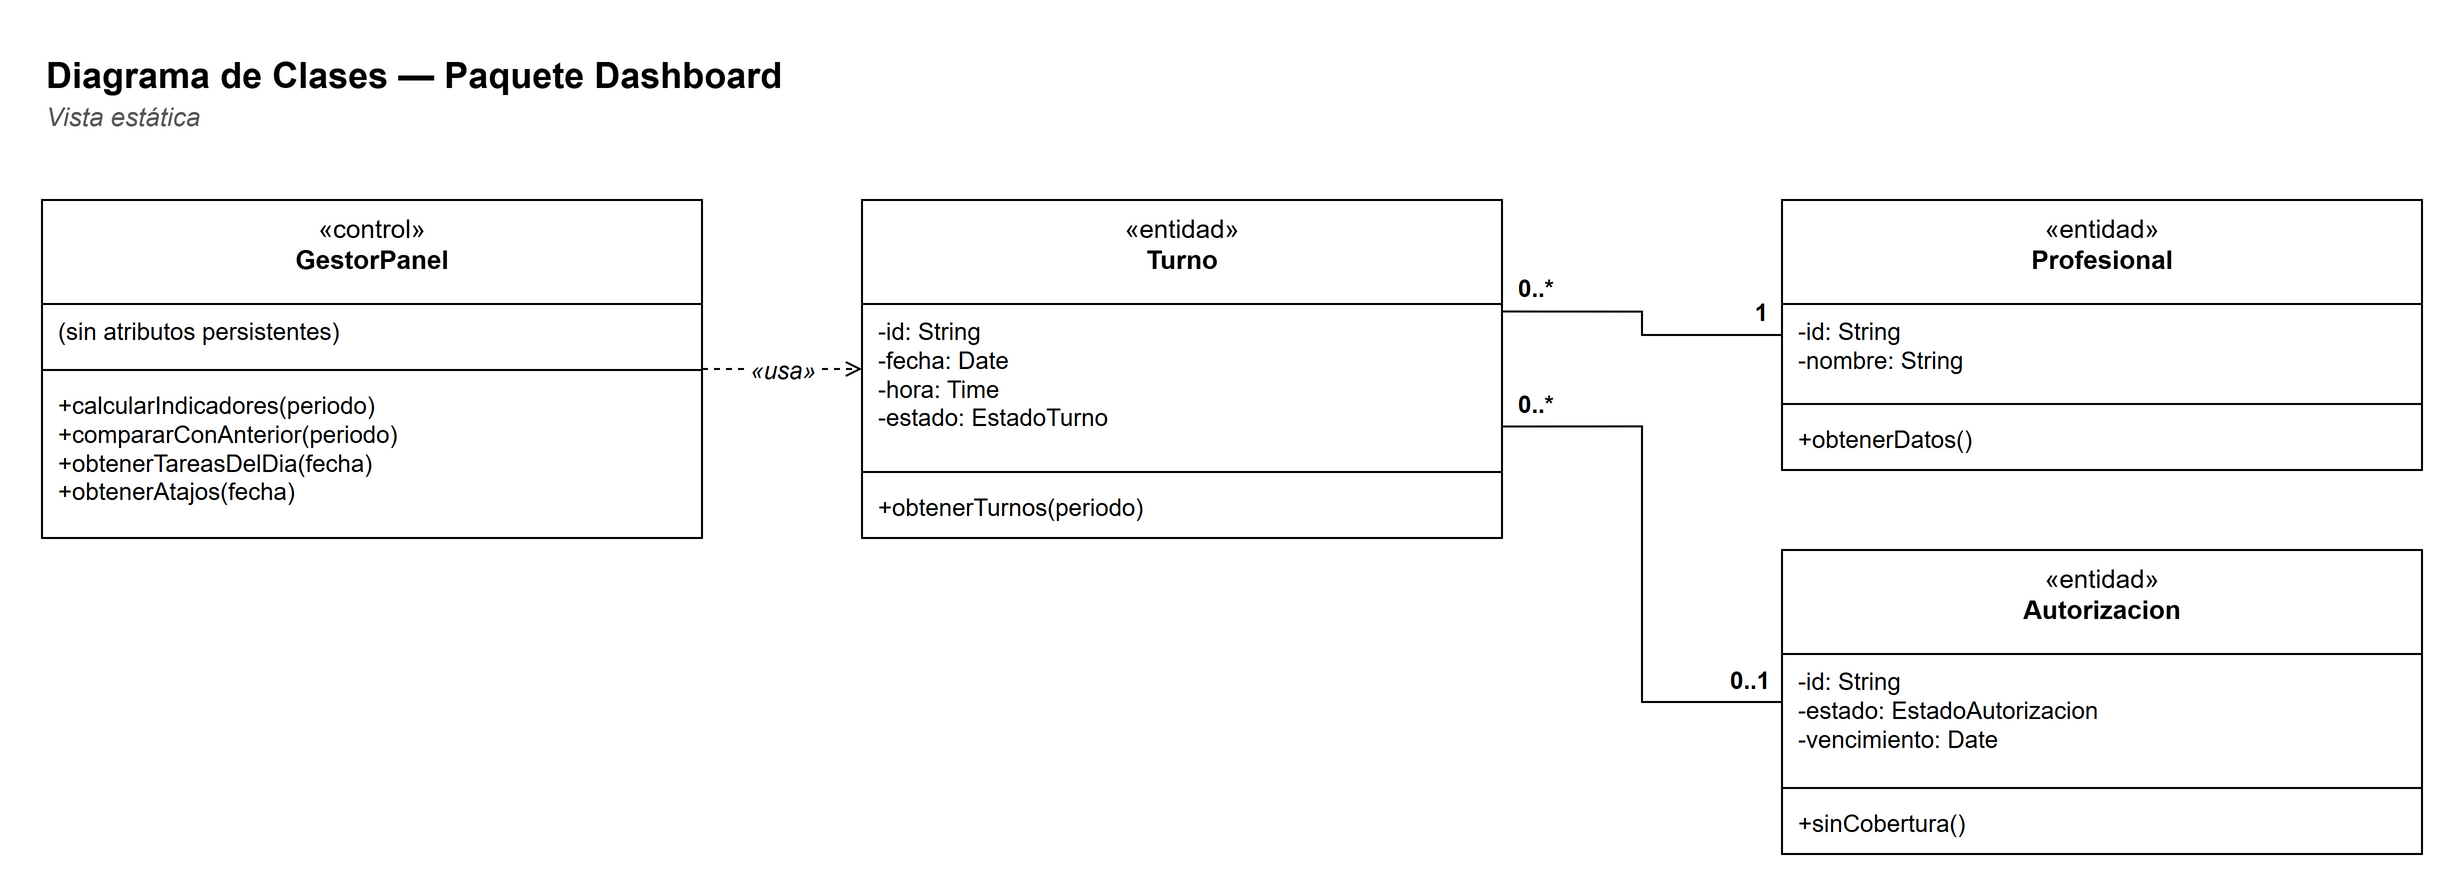 Diagrama de Clases — Paquete Dashboard
Vista estática
«control»
GestorPanel
(sin atributos persistentes)
+calcularIndicadores(periodo)
+compararConAnterior(periodo)
+obtenerTareasDelDia(fecha)
+obtenerAtajos(fecha)
«usa»
«entidad»
Turno
-id: String
-fecha: Date
-hora: Time
-estado: EstadoTurno
+obtenerTurnos(periodo)
0..*
1
0..*
0..1
«entidad»
Profesional
-id: String
-nombre: String
+obtenerDatos()
«entidad»
Autorizacion
-id: String
-estado: EstadoAutorizacion
-vencimiento: Date
+sinCobertura()